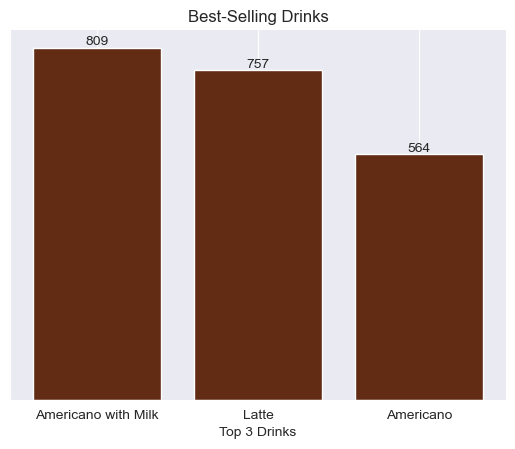 Best-Selling Drinks
809
757
564
Americano with Milk
Latte
Americano
Top 3 Drinks